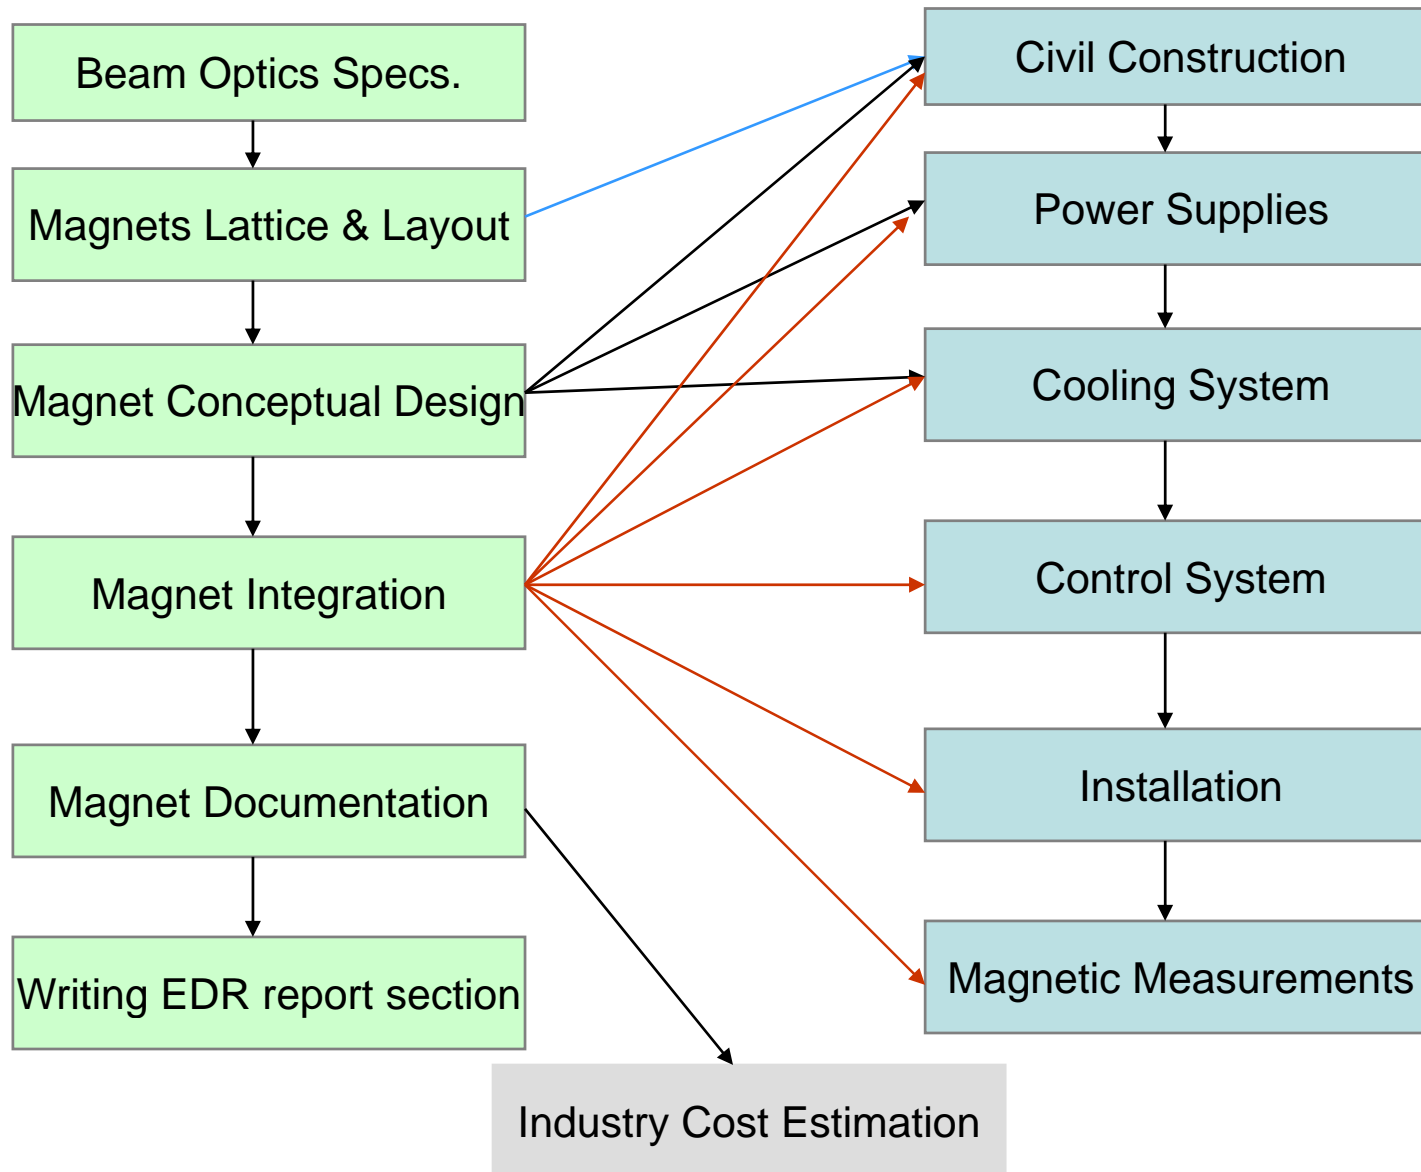 Beam Optics Specs.
Magnets Lattice & Layout
Magnet Conceptual Design
Magnet Integration
Magnet Documentation
Writing EDR report section
Civil Construction
Power Supplies
Cooling System
Control System
Installation
Magnetic Measurements
Industry Cost Estimation